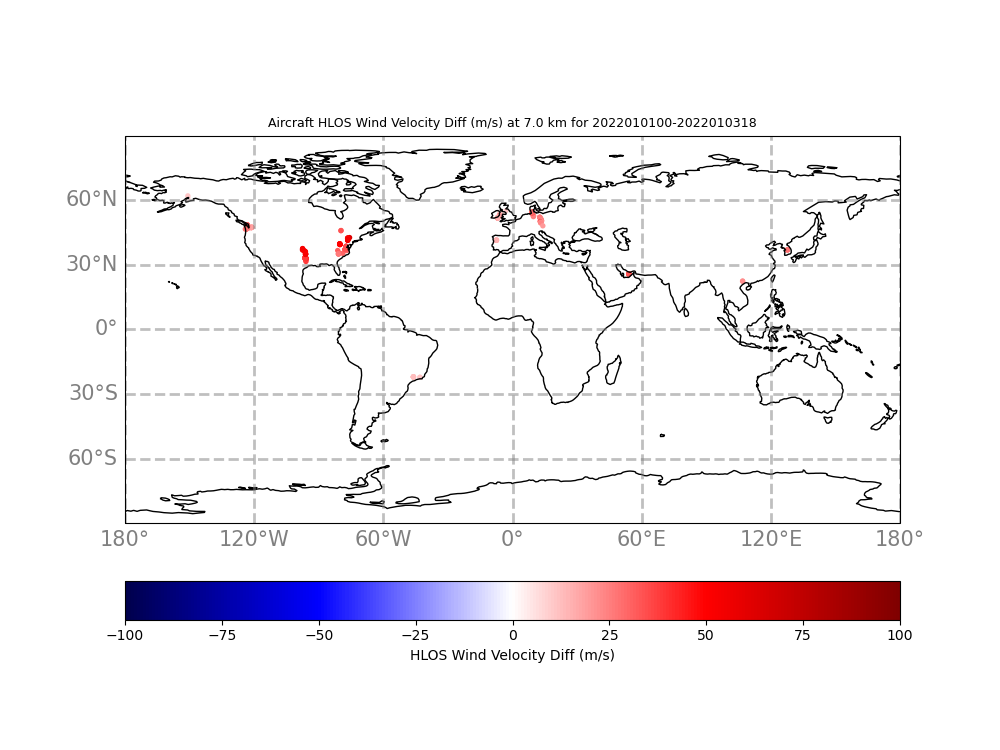 Aircraft HLOS Wind Velocity Diff (m/s) at 7.0 km for 2022010100-2022010318
60°N
30°N
0°
30°S
60°S
180° 120°W 60°W 0° 60°E 120°E 180°
−100 −75 −50 −25 0 25 50 75 100
HLOS Wind Velocity Diff (m/s)